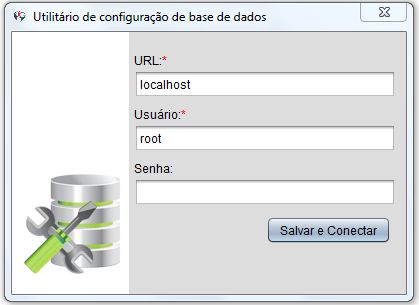 Utilitário de configuração de base de dados
URL:*
localhost
Usuário:*
root
Senha:
Salvar e Conectar